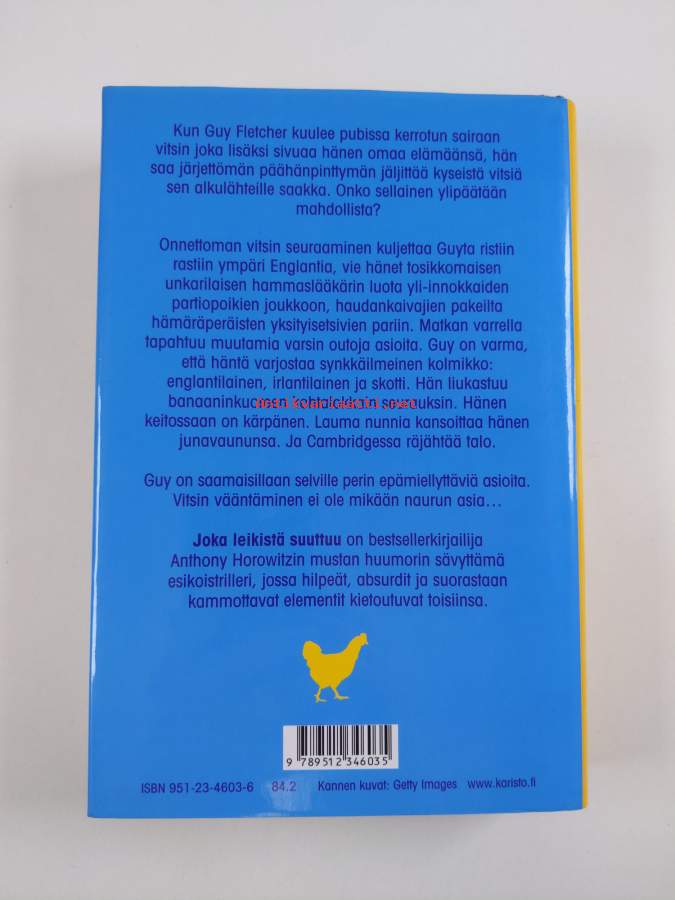 Kun Guy Fletcher kuulee pubissa kerrotun sairaan
vitsin joka lisäksi sivuaa hänen omaa elämäänsä, hän
saa järjettömän päähänpinttymän jäljittää kyseistä vitsiä
sen alkulähteille saakka. Onko sellainen ylipäätään
mahdollista?
Onnettoman vitsin seuraaminen kuljettaa Guyta ristiin
rastiin ympäri Englantia, vie hänet tosikkomaisen
unkarilaisen hammaslääkärin luota yli-innokkaiden
partiopoikien joukkoon, haudankaivajien pakeilta
hämäräperäisten yksityisetsivien pariin. Matkan varrella
tapahtuu muutamia varsin outoja asioita. Guy on varma,
että häntä varjostaa synkkäilmeinen kolmikko:
englantilainen, irlantilainen ja skotti. Hän liukastuu
banaaninkuoreen kohtalokkain seurauksin. Hänen
keitossaan on kärpänen. Lauma nunnia kansoittaa hänen
junavaununsa. Ja Cambridgessa räjähtää talo.
Guy on saamaisillaan selville perin epämiellyttäviä asioita.
Vitsin vääntäminen ei ole mikään naurun asia…
Joka leikistä suuttuu on bestsellerkirjailija
Anthony Horowitzin mustan huumorin sävyttämä
esikoistrilleri, jossa hilpeät, absurdit ja suorastaan
kammottavat elementit kietoutuvat toisiinsa.
9 789512 346035
ISBN 951-23-4603-6 84.2 Kannen kuvat: Getty Images www.karisto.fi